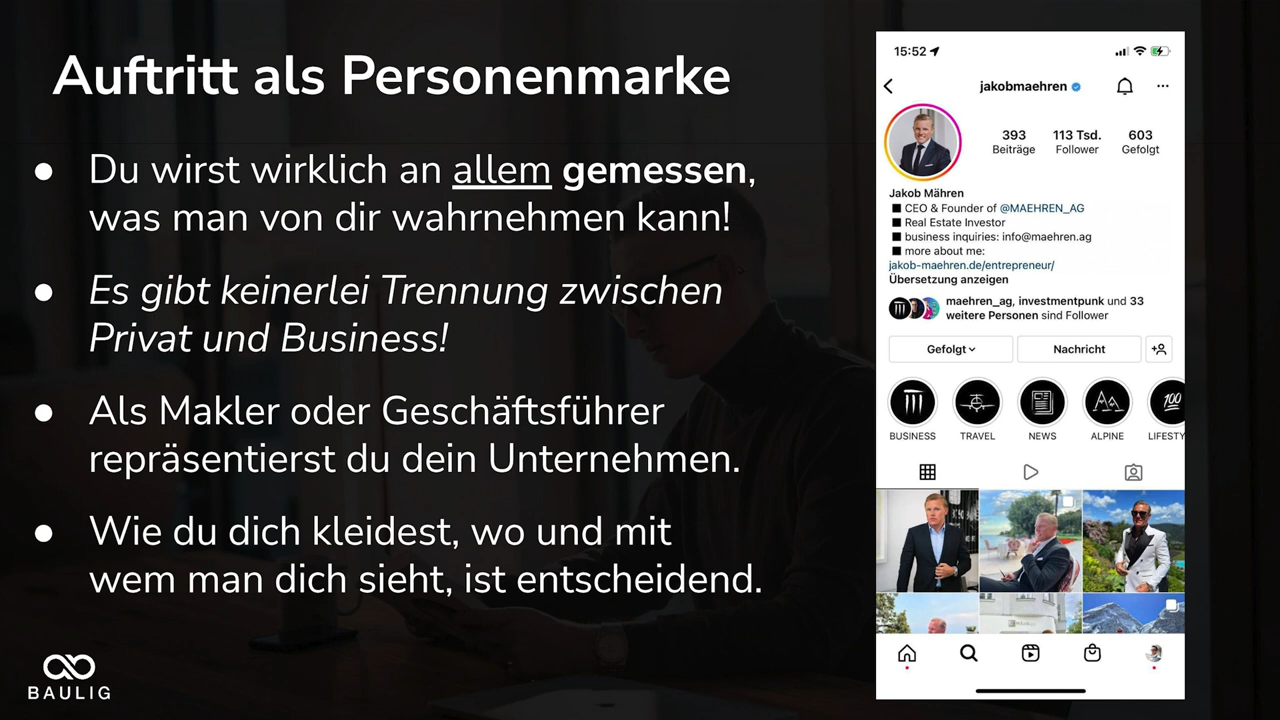 Auftritt als Personenmarke
● Du wirst wirklich an allem gemessen,
was man von dir wahrnehmen kann!
● Es gibt keinerlei Trennung zwischen
Privat und Business!
● Als Makler oder Geschäftsführer
repräsentierst du dein Unternehmen.
● Wie du dich kleidest, wo und mit
wem man dich sieht, ist entscheidend.
BAULIG
15:52
jakobmaehren
393 113 Tsd. 603
Beiträge Follower Gefolgt
Jakob Mähren
◼ CEO & Founder of @MAEHREN_AG
◼ Real Estate Investor
◼ business inquiries: info@maehren.ag
◼ more about me:
jakob-maehren.de/entrepreneur/
Übersetzung anzeigen
maehren_ag, investmentpunk und 33
weitere Personen sind Follower
Gefolgt Nachricht
100
BUSINESS TRAVEL NEWS ALPINE LIFESTY